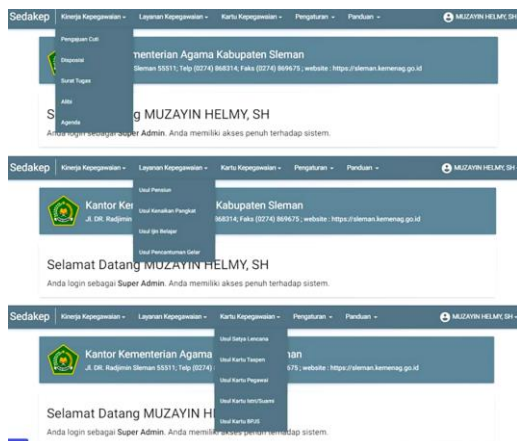 Sedakep Kinerja Kepegawaian Layanan Kepegawaian Kartu Kepegawaian Pengaturan Panduan MUZAYIN HELMY, SH
Pengajuan Cuti
Disposisi
Surat Tugas
Agenda
menterian Agama Kabupaten Sleman
Sleman 55511; Telp (0274) 868314; Faks (0274) 869675 ; website : https://sleman.kemenag.go.id
S g MUZAYIN HELMY, SH
Anda login sebagai Super Admin. Anda memiliki akses penuh terhadap sistem.
Sedakep Kinerja Kepegawaian Layanan Kepegawaian Kartu Kepegawaian Pengaturan Panduan MUZAYIN HELMY, SH
Usul Pensiun
Usul Kenaikan Pangkat
Usul Ijin Belajar
Usul Pencantuman Gelar
Kantor Ke Kabupaten Sleman
Jl. DR. Radjimin 868314; Faks (0274) 869675 ; website : https://sleman.kemenag.go.id
Selamat Datang MUZAYIN HELMY, SH
Anda login sebagai Super Admin. Anda memiliki akses penuh terhadap sistem.
Sedakep Kinerja Kepegawaian Layanan Kepegawaian Kartu Kepegawaian Pengaturan Panduan MUZAYIN HELMY, SH
Usul Satya Lencana
Usul Kartu Taspen
Usul Kartu Pegawai
Usul Kartu Istri/Suami
Usul Kartu BPJS
Kantor Kementerian Agama man
Jl. DR. Radjimin Sleman 55511; Telp (0274) 675 ; website : https://sleman.kemenag.go.id
Selamat Datang MUZAYIN H
Anda login sebagai Super Admin. Anda memiliki akses penuh terhadap sistem.